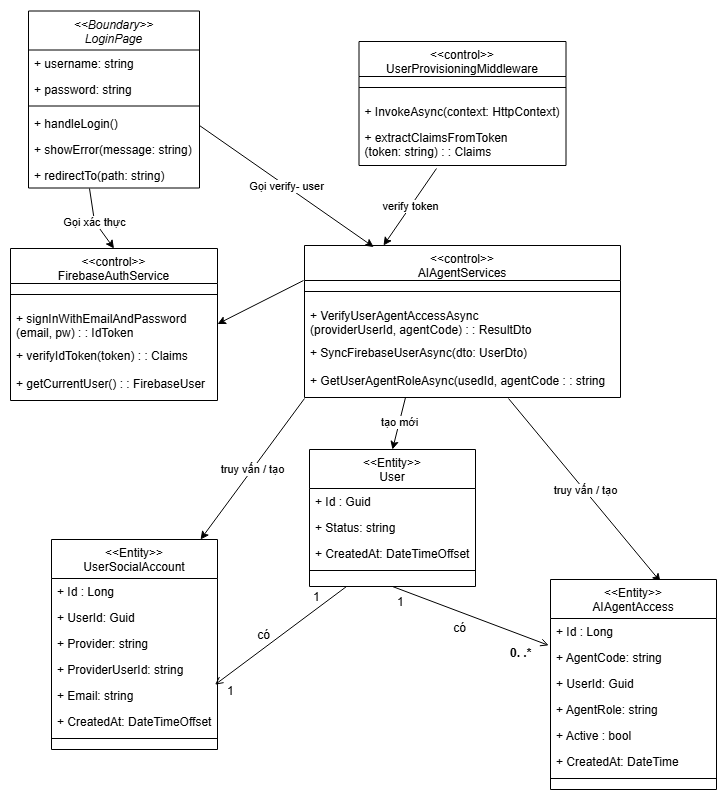 <<Boundary>>
LoginPage
+ username: string
+ password: string
+ handleLogin()
+ showError(message: string)
+ redirectTo(path: string)
<<control>>
UserProvisioningMiddleware
+ InvokeAsync(context: HttpContext)
+ extractClaimsFromToken
(token: string) : : Claims
Gọi verify- user
verify token
Gọi xác thực
<<control>>
FirebaseAuthService
+ signInWithEmailAndPassword
(email, pw) : : IdToken
+ verifyIdToken(token) : : Claims
+ getCurrentUser() : : FirebaseUser
<<control>>
AIAgentServices
+ VerifyUserAgentAccessAsync
(providerUserId, agentCode) : : ResultDto
+ SyncFirebaseUserAsync(dto: UserDto)
+ GetUserAgentRoleAsync(usedId, agentCode : : string
truy vấn / tạo
tạo mới
truy vấn / tạo
<<Entity>>
User
+ Id : Guid
+ Status: string
+ CreatedAt: DateTimeOffset
<<Entity>>
UserSocialAccount
+ Id : Long
+ UserId: Guid
+ Provider: string
+ ProviderUserId: string
+ Email: string
+ CreatedAt: DateTimeOffset
1
có
1
1
có
0. .*
<<Entity>>
AIAgentAccess
+ Id : Long
+ AgentCode: string
+ UserId: Guid
+ AgentRole: string
+ Active : bool
+ CreatedAt: DateTime